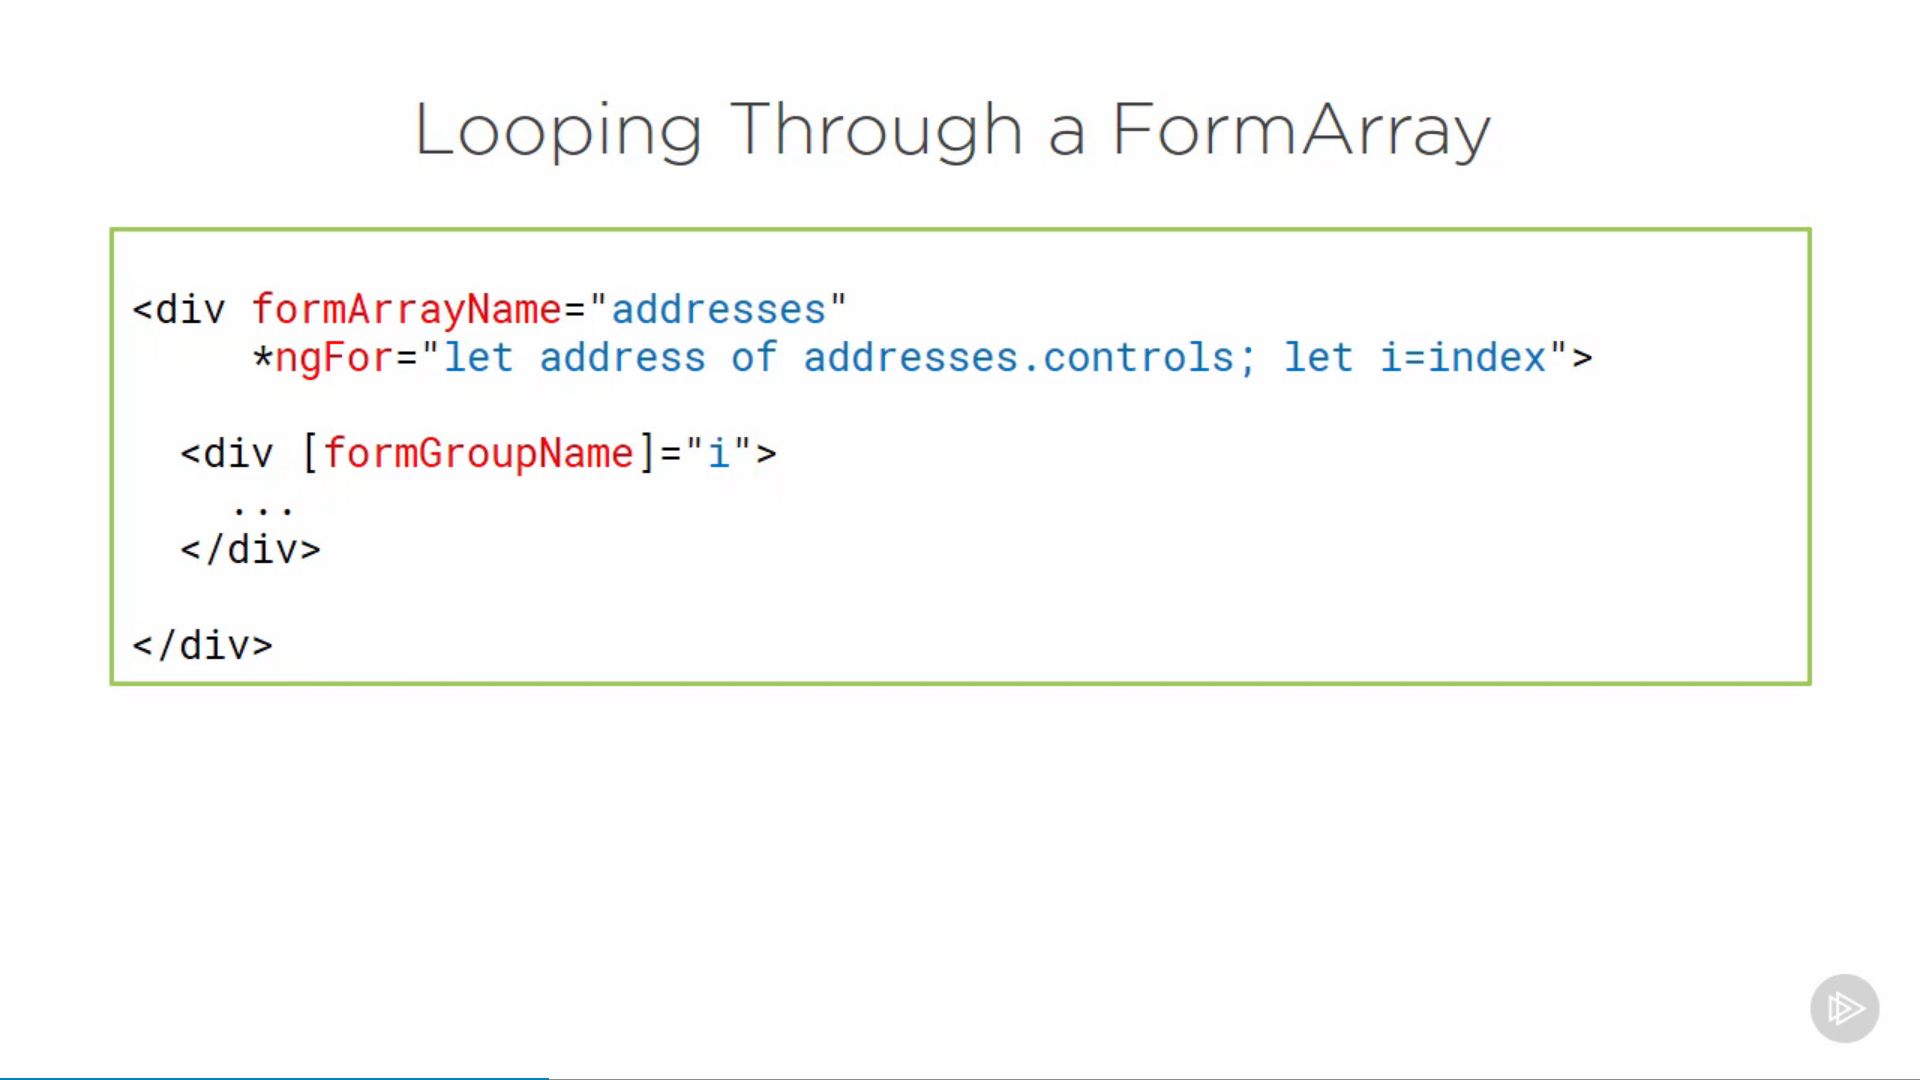 Looping Through a FormArray
<div formArrayName="addresses"
*ngFor="let address of addresses.controls; let i=index">
<div [formGroupName]="i">
...
</div>
</div>